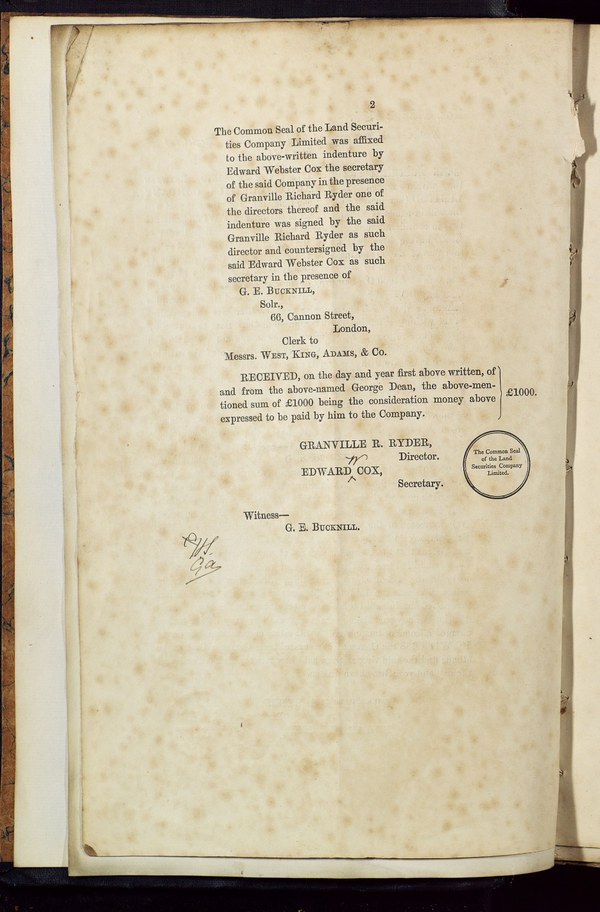 2
The Common Seal of the Land Securi-
ties Company Limited was affixed
to the above-written indenture by
Edward Webster Cox the secretary
of the said Company in the presence
of Granville Richard Ryder one of
the directors thereof and the said
indenture was signed by the said
Granville Richard Ryder as such
director and countersigned by the
said Edward Webster Cox as such
secretary in the presence of
G. E. BUCKNILL,
Solr.,
66, Cannon Street,
London,
Clerk to
Messrs. WEST, KING, ADAMS, & Co.
RECEIVED, on the day and year first above written, of
and from the above-named George Dean, the above-men-
tioned sum of £1000 being the consideration money above
expressed to be paid by him to the Company.
£1000.
GRANVILLE R. RYDER,
Director.
W
EDWARD COX,
Secretary.
The Common Seal
of the Land
Securities Company
Limited.
Witness—
G. E. BUCKNILL.